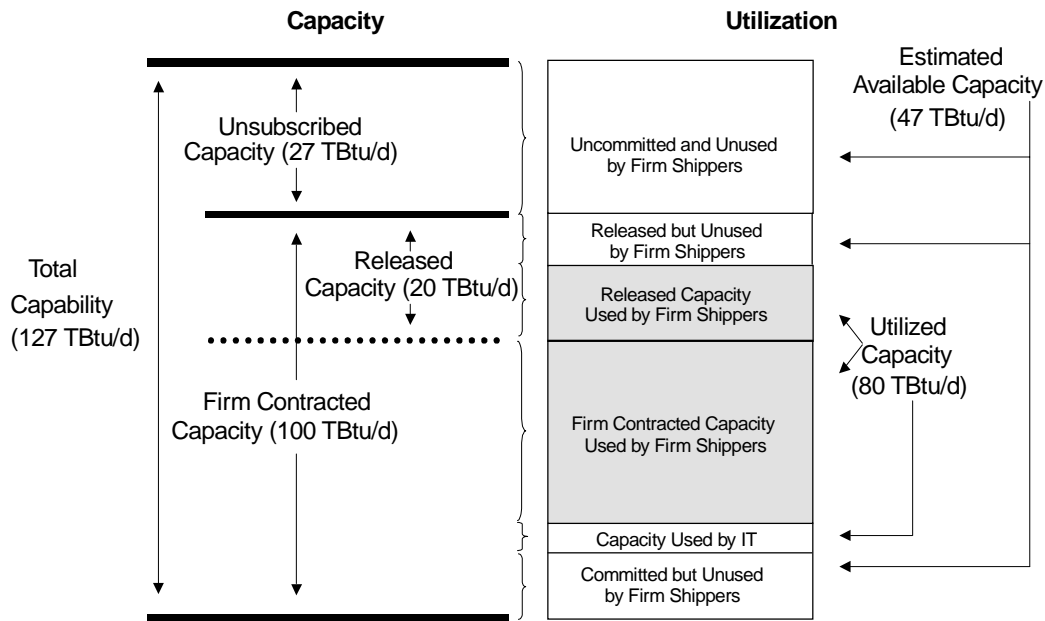 Capacity
Utilization
Estimated
Available Capacity
(47 TBtu/d)
Unsubscribed
Capacity (27 TBtu/d)
Uncommitted and Unused
by Firm Shippers
Released but Unused
by Firm Shippers
Total
Capability
(127 TBtu/d)
Released
Capacity (20 TBtu/d)
Released Capacity
Used by Firm Shippers
Utilized
Capacity
(80 TBtu/d)
Firm Contracted
Capacity (100 TBtu/d)
Firm Contracted Capacity
Used by Firm Shippers
Capacity Used by IT
Committed but Unused
by Firm Shippers